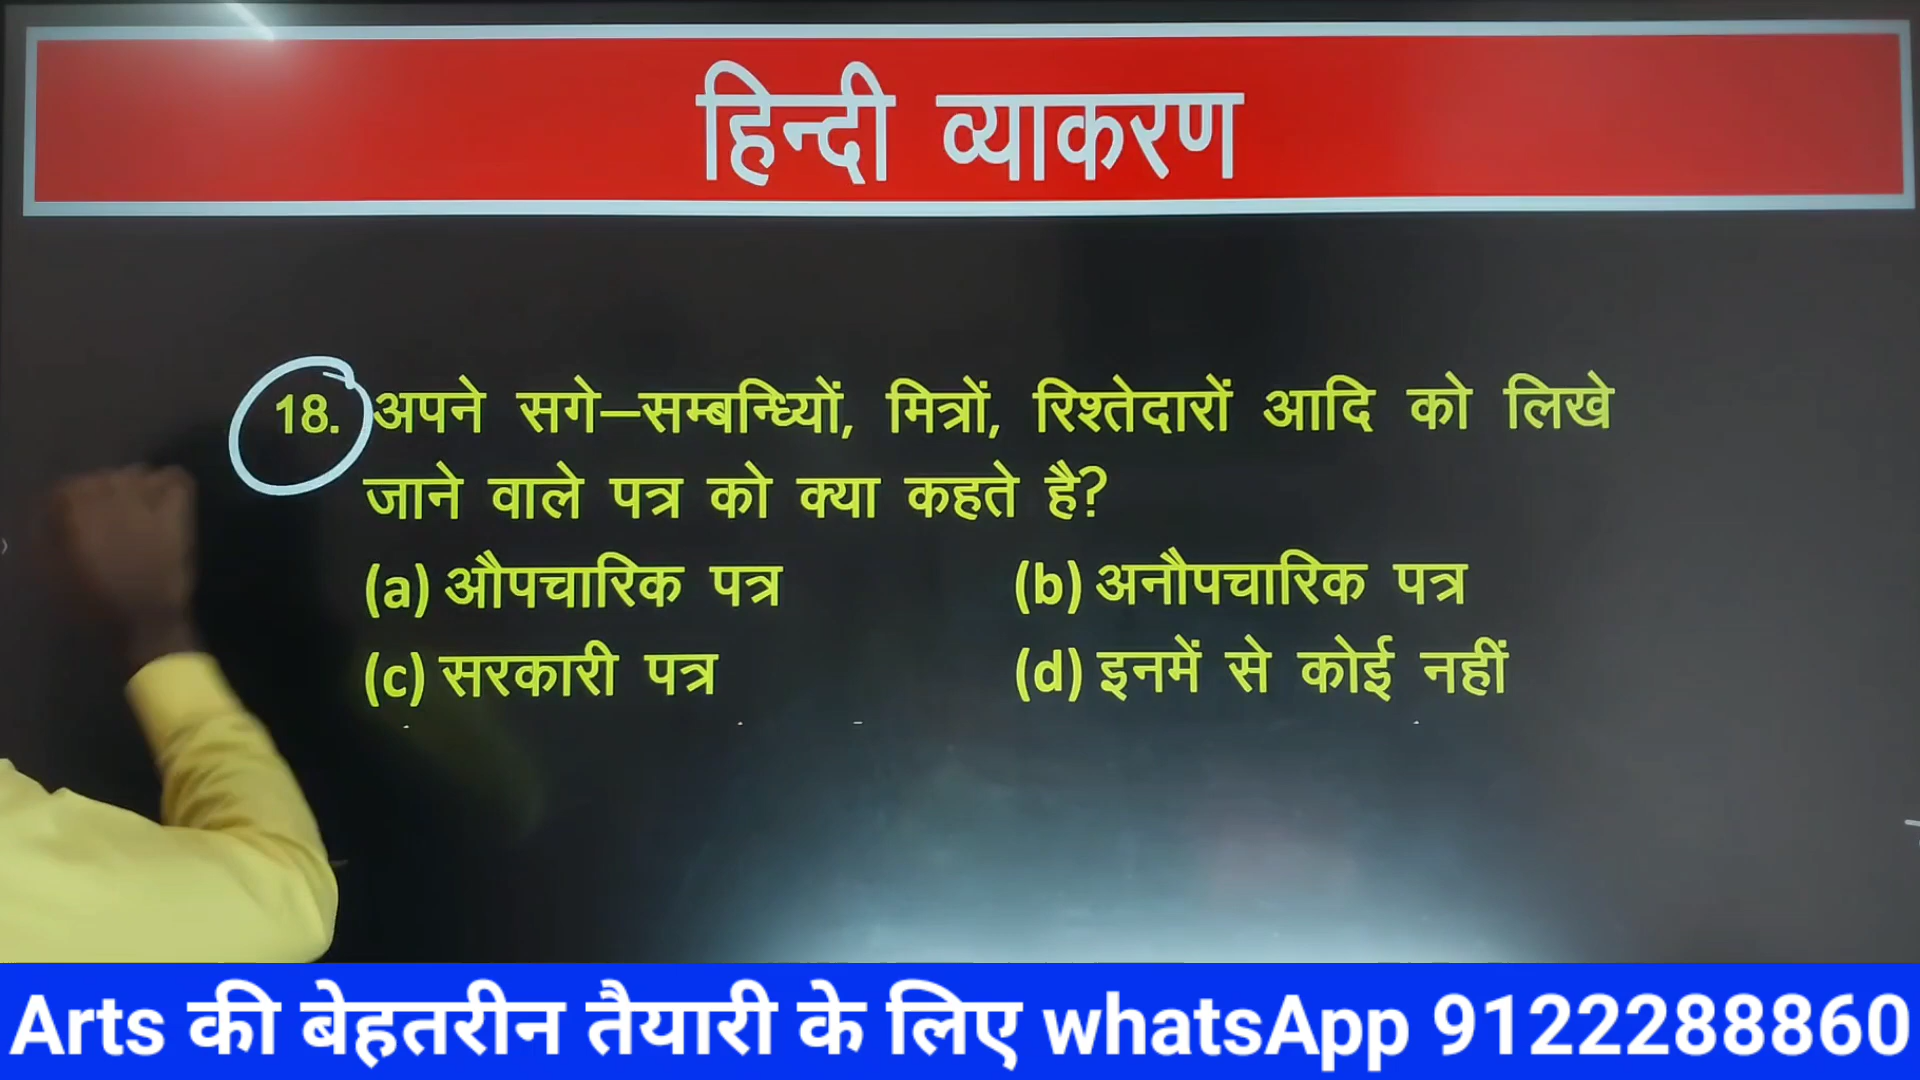 हिन्दी व्याकरण
18. अपने सगे–सम्बन्ध्यिों, मित्रों, रिश्तेदारों आदि को लिखे
जाने वाले पत्र को क्या कहते है?
(a) औपचारिक पत्र (b) अनौपचारिक पत्र
(c) सरकारी पत्र (d) इनमें से कोई नहीं
Arts की बेहतरीन तैयारी के लिए whatsApp 9122288860